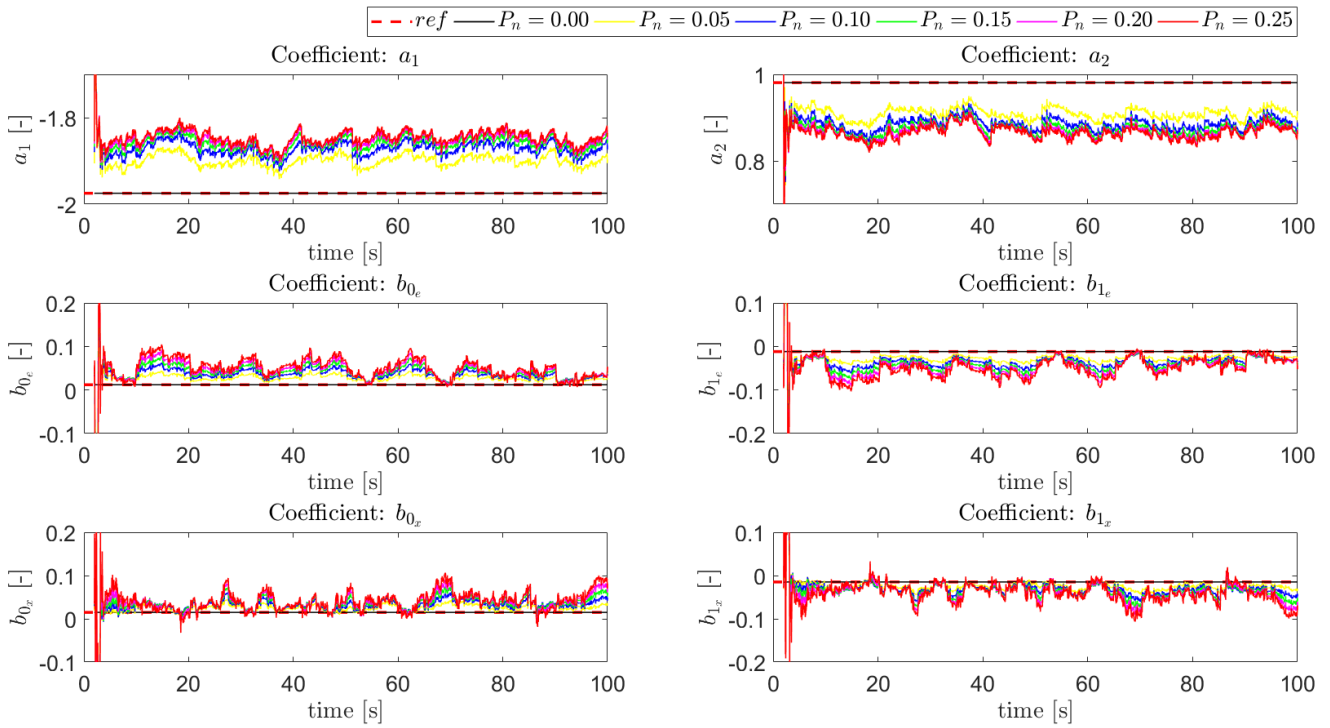 ref P_n = 0.00 P_n = 0.05 P_n = 0.10 P_n = 0.15 P_n = 0.20 P_n = 0.25
Coefficient: a_1
a_1 [-]
-1.8
-2
0 20 40 60 80 100
time [s]
Coefficient: a_2
a_2 [-]
1
0.8
0 20 40 60 80 100
time [s]
Coefficient: b_{0_e}
b_{0_e} [-]
0.2
0.1
0
-0.1
0 20 40 60 80 100
time [s]
Coefficient: b_{1_e}
b_{1_e} [-]
0.1
0
-0.1
-0.2
0 20 40 60 80 100
time [s]
Coefficient: b_{0_x}
b_{0_x} [-]
0.2
0.1
0
-0.1
0 20 40 60 80 100
time [s]
Coefficient: b_{1_x}
b_{1_x} [-]
0.1
0
-0.1
-0.2
0 20 40 60 80 100
time [s]